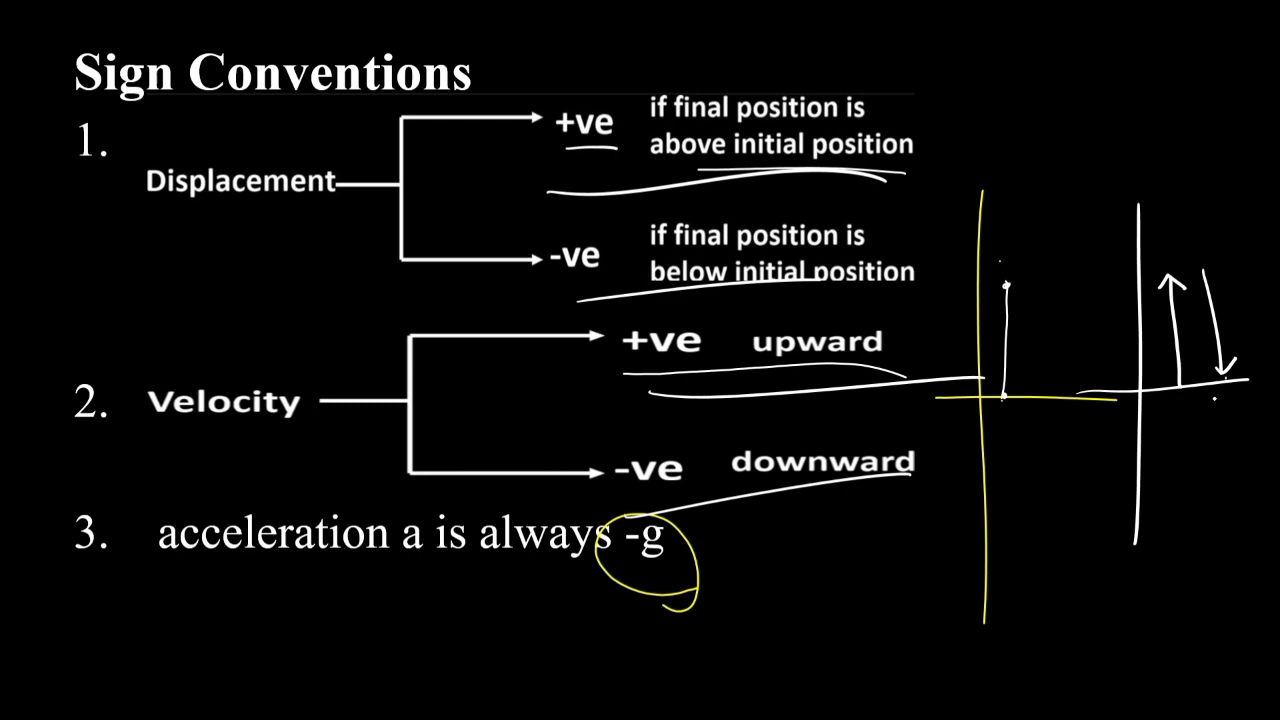 Sign Conventions
1.
Displacement
+ve if final position is
above initial position
-ve if final position is
below initial position
2. Velocity
+ve upward
-ve downward
3. acceleration a is always -g